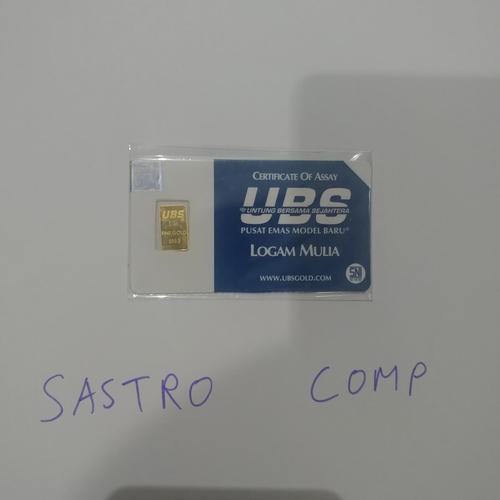 CERTIFICATE OF ASSAY
UBS
UNTUNG BERSAMA SEJAHTERA
PUSAT EMAS MODEL BARU®
LOGAM MULIA
WWW.UBSGOLD.COM
SN
UBS
FINE GOLD
SASTRO COMP